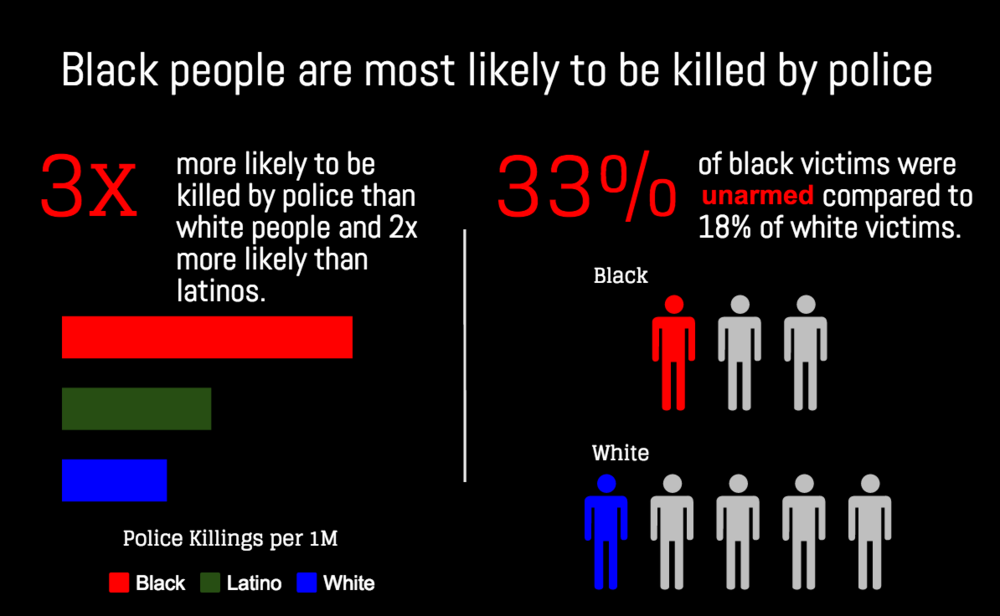 Black people are most likely to be killed by police
3x
more likely to be
killed by police than
white people and 2x
more likely than
latinos.
33%
of black victims were
unarmed compared to
18% of white victims.
Black
White
Police Killings per 1M
Black Latino White